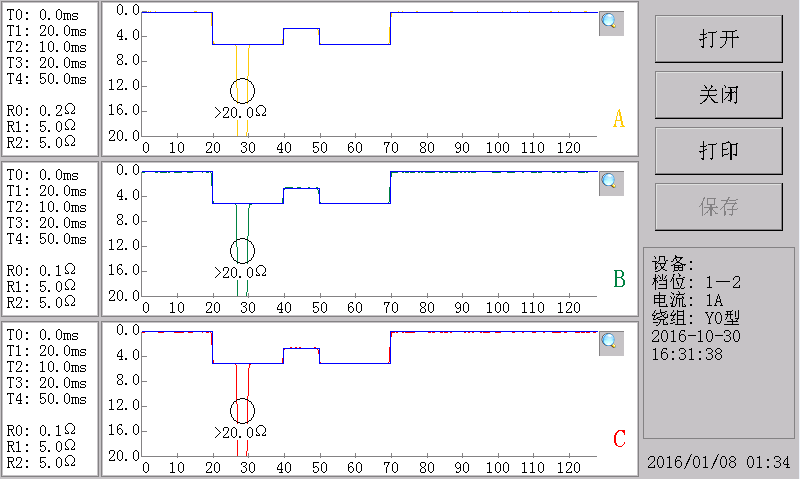 T0: 0.0ms
T1: 20.0ms
T2: 10.0ms
T3: 20.0ms
T4: 50.0ms
R0: 0.2Ω
R1: 5.0Ω
R2: 5.0Ω
0.0
4.0
8.0
12.0
16.0
20.0
>20.0Ω
A
0 10 20 30 40 50 60 70 80 90 100 110 120
T0: 0.0ms
T1: 20.0ms
T2: 10.0ms
T3: 20.0ms
T4: 50.0ms
R0: 0.1Ω
R1: 5.0Ω
R2: 5.0Ω
0.0
4.0
8.0
12.0
16.0
20.0
>20.0Ω
B
0 10 20 30 40 50 60 70 80 90 100 110 120
T0: 0.0ms
T1: 20.0ms
T2: 10.0ms
T3: 20.0ms
T4: 50.0ms
R0: 0.1Ω
R1: 5.0Ω
R2: 5.0Ω
0.0
4.0
8.0
12.0
16.0
20.0
>20.0Ω
C
0 10 20 30 40 50 60 70 80 90 100 110 120
打开
关闭
打印
保存
设备:
档位: 1－2
电流: 1A
绕组: Y0型
2016-10-30
16:31:38
2016/01/08 01:34